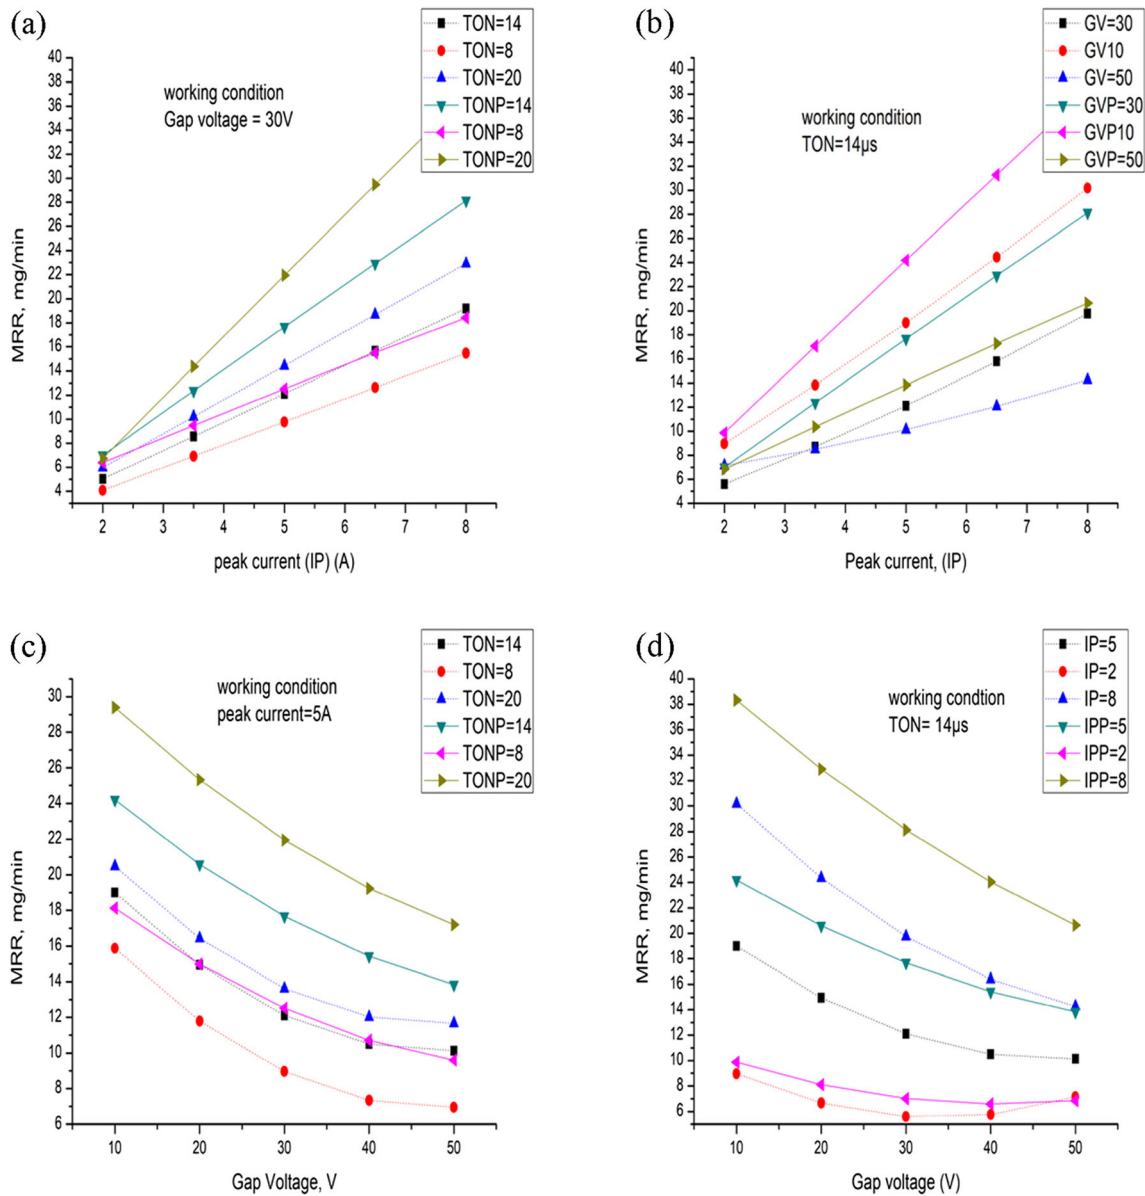 (a)
TON=14
TON=8
TON=20
TONP=14
TONP=8
TONP=20
working condition
Gap voltage = 30V
MRR, mg/min
40
38
36
34
32
30
28
26
24
22
20
18
16
14
12
10
8
6
4
2
3
4
5
6
7
8
peak current (IP) (A)
(b)
GV=30
GV10
GV=50
GVP=30
GVP10
GVP=50
working condition
TON=14µs
MRR, mg/min
40
38
36
34
32
30
28
26
24
22
20
18
16
14
12
10
8
6
4
2
3
4
5
6
7
8
Peak current, (IP)
(c)
TON=14
TON=8
TON=20
TONP=14
TONP=8
TONP=20
working condition
peak current=5A
MRR, mg/min
30
28
26
24
22
20
18
16
14
12
10
8
6
10
20
30
40
50
Gap Voltage, V
(d)
IP=5
IP=2
IP=8
IPP=5
IPP=2
IPP=8
working condtion
TON= 14µs
MRR, mg/min
40
38
36
34
32
30
28
26
24
22
20
18
16
14
12
10
8
6
10
20
30
40
50
Gap voltage (V)